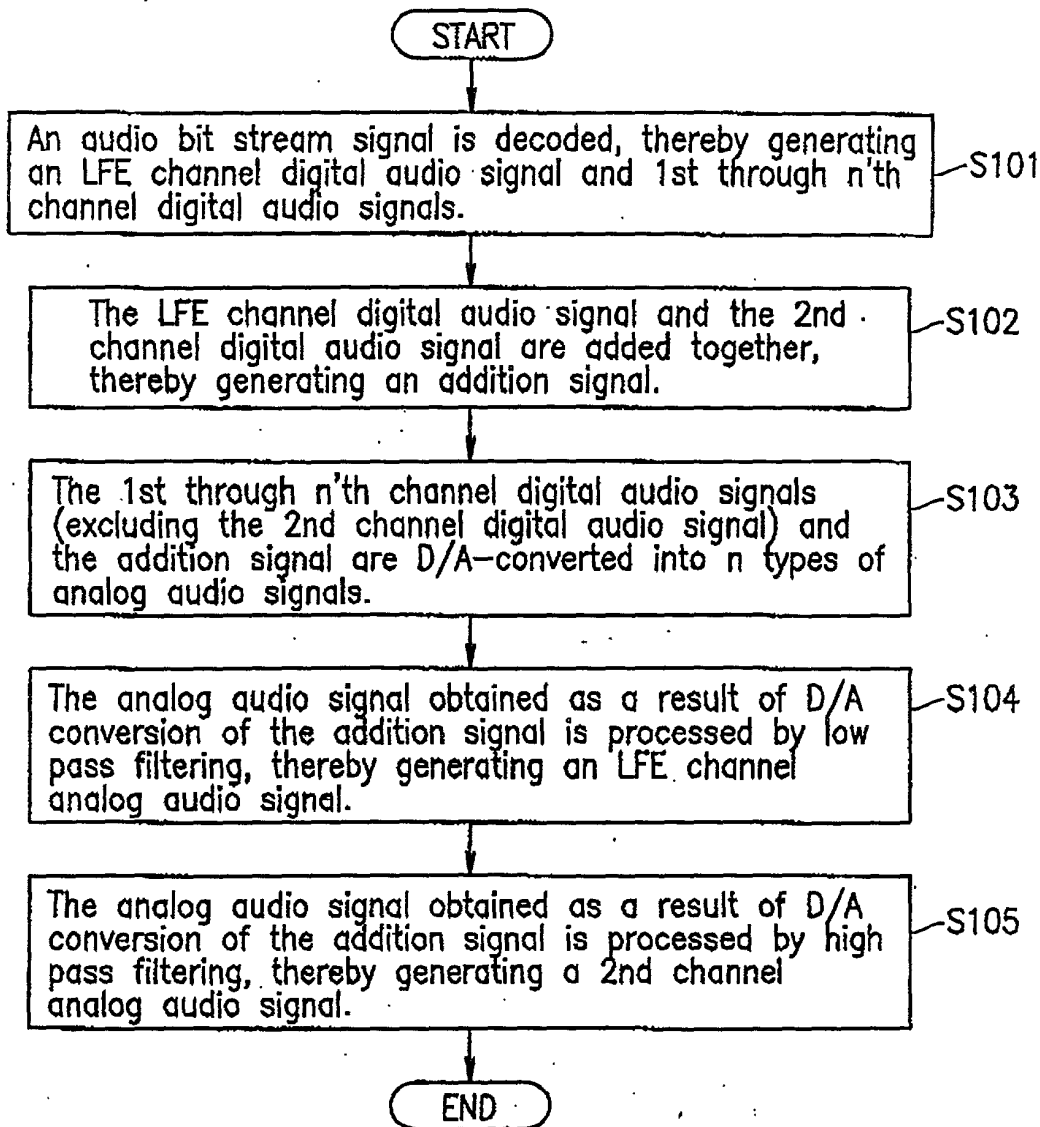 START
An audio bit stream signal is decoded, thereby generating
an LFE channel digital audio signal and 1st through n'th
channel digital audio signals.
S101
The LFE channel digital audio signal and the 2nd
channel digital audio signal are added together,
thereby generating an addition signal.
S102
The 1st through n'th channel digital audio signals
(excluding the 2nd channel digital audio signal) and
the addition signal are D/A-converted into n types of
analog audio signals.
S103
The analog audio signal obtained as a result of D/A
conversion of the addition signal is processed by low
pass filtering, thereby generating an LFE channel
analog audio signal.
S104
The analog audio signal obtained as a result of D/A
conversion of the addition signal is processed by high
pass filtering, thereby generating a 2nd channel
analog audio signal.
S105
END